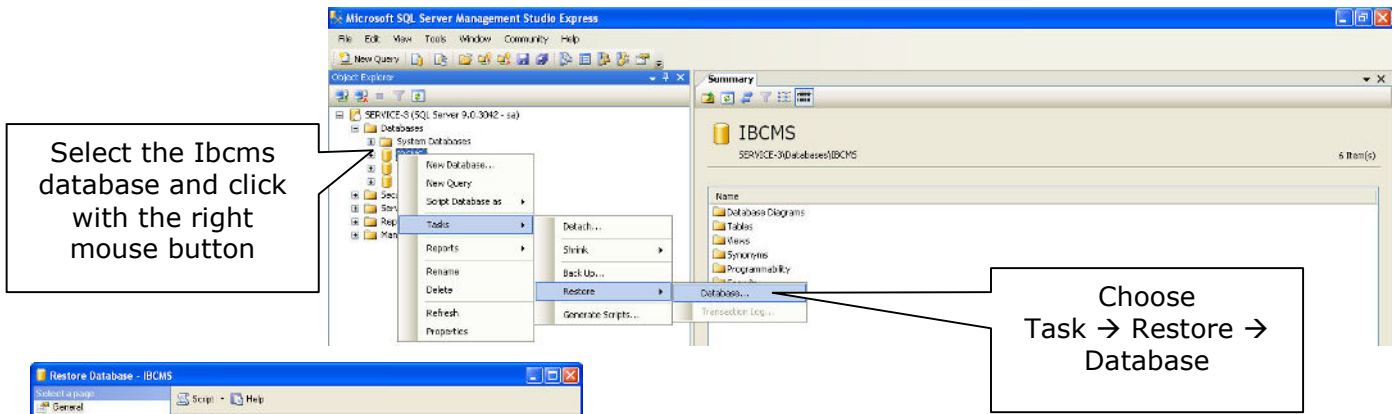 Microsoft SQL Server Management Studio Express
File Edit View Tools Window Community Help
New Query
Object Explorer
SERVICE-3 (SQL Server 9.0.3042 - sa)
Databases
System Databases
Secu
Serv
Rep
Man
New Database...
New Query
Script Database as
Tasks
Reports
Rename
Delete
Refresh
Properties
Detach...
Shrink
Back Up...
Restore
Generate Scripts...
Database...
Transaction Log...
Summary
IBCMS
SERVICE-3\Databases\IBCMS
6 Item(s)
Name
Database Diagrams
Tables
Views
Synonyms
Programmability
Select the Ibcms
database and click
with the right
mouse button
Choose
Task → Restore →
Database
Restore Database - IBCMS
Select a page
General
Script Help